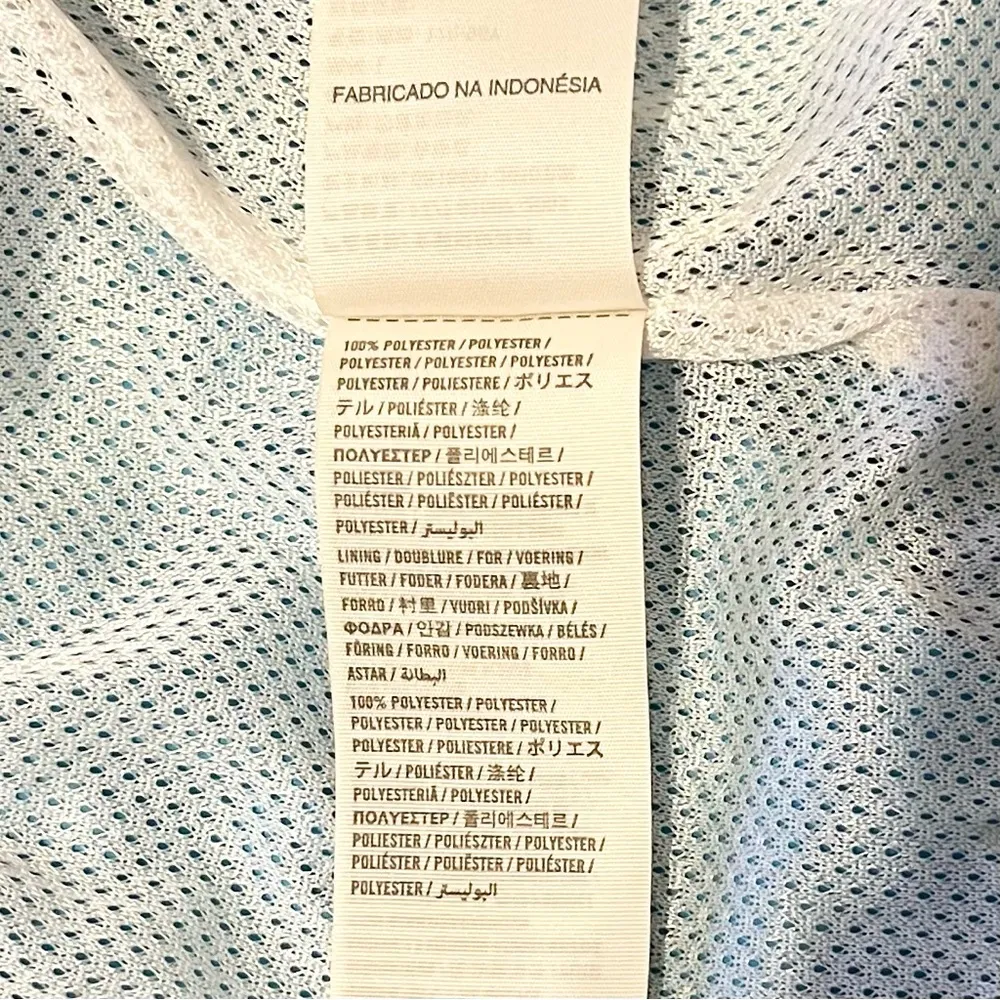 FABRICADO NA INDONÉSIA
100% POLYESTER / POLYESTER /
POLYESTER / POLYESTER / POLYESTER /
POLYESTER / POLIESTERE / ポリエス
テル / POLIÉSTER / 涤纶 /
POLYESTERIÄ / POLYESTER /
ΠΟΛΥΕΣΤΕΡ / 폴리에스테르 /
POLIESTER / POLIÉSZTER / POLYESTER /
POLIÉSTER / POLIËSTER / POLIÉSTER /
POLYESTER / البوليستر
LINING / DOUBLURE / FOR / VOERING /
FUTTER / FODER / FODERA / 裏地 /
FORRO / 衬里 / VUORI / PODŠÍVKA /
ΦΟΔΡΑ / 안감 / PODSZEWKA / BÉLÉS /
FÔRING / FORRO / VOERING / FORRO /
ASTAR / البطانة
100% POLYESTER / POLYESTER /
POLYESTER / POLYESTER / POLYESTER /
POLYESTER / POLIESTERE / ポリエス
テル / POLIÉSTER / 涤纶 /
POLYESTERIÄ / POLYESTER /
ΠΟΛΥΕΣΤΕΡ / 폴리에스테르 /
POLIESTER / POLIÉSZTER / POLYESTER /
POLIÉSTER / POLIËSTER / POLIÉSTER /
POLYESTER / البوليستر